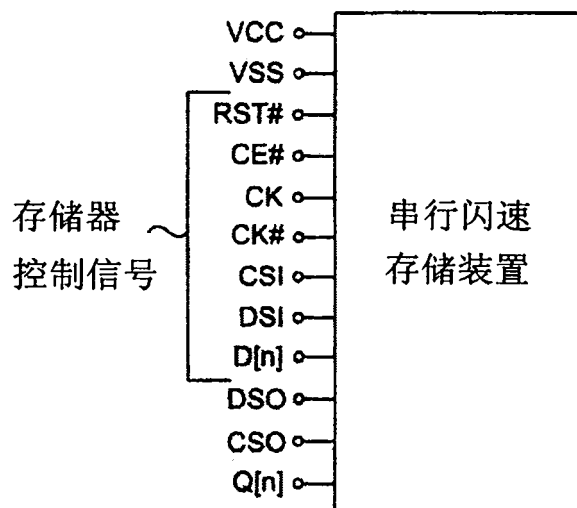 VCC
VSS
RST#
CE#
CK
CK#
CSI
DSI
D[n]
DSO
CSO
Q[n]
存储器
控制信号
串行闪速
存储装置